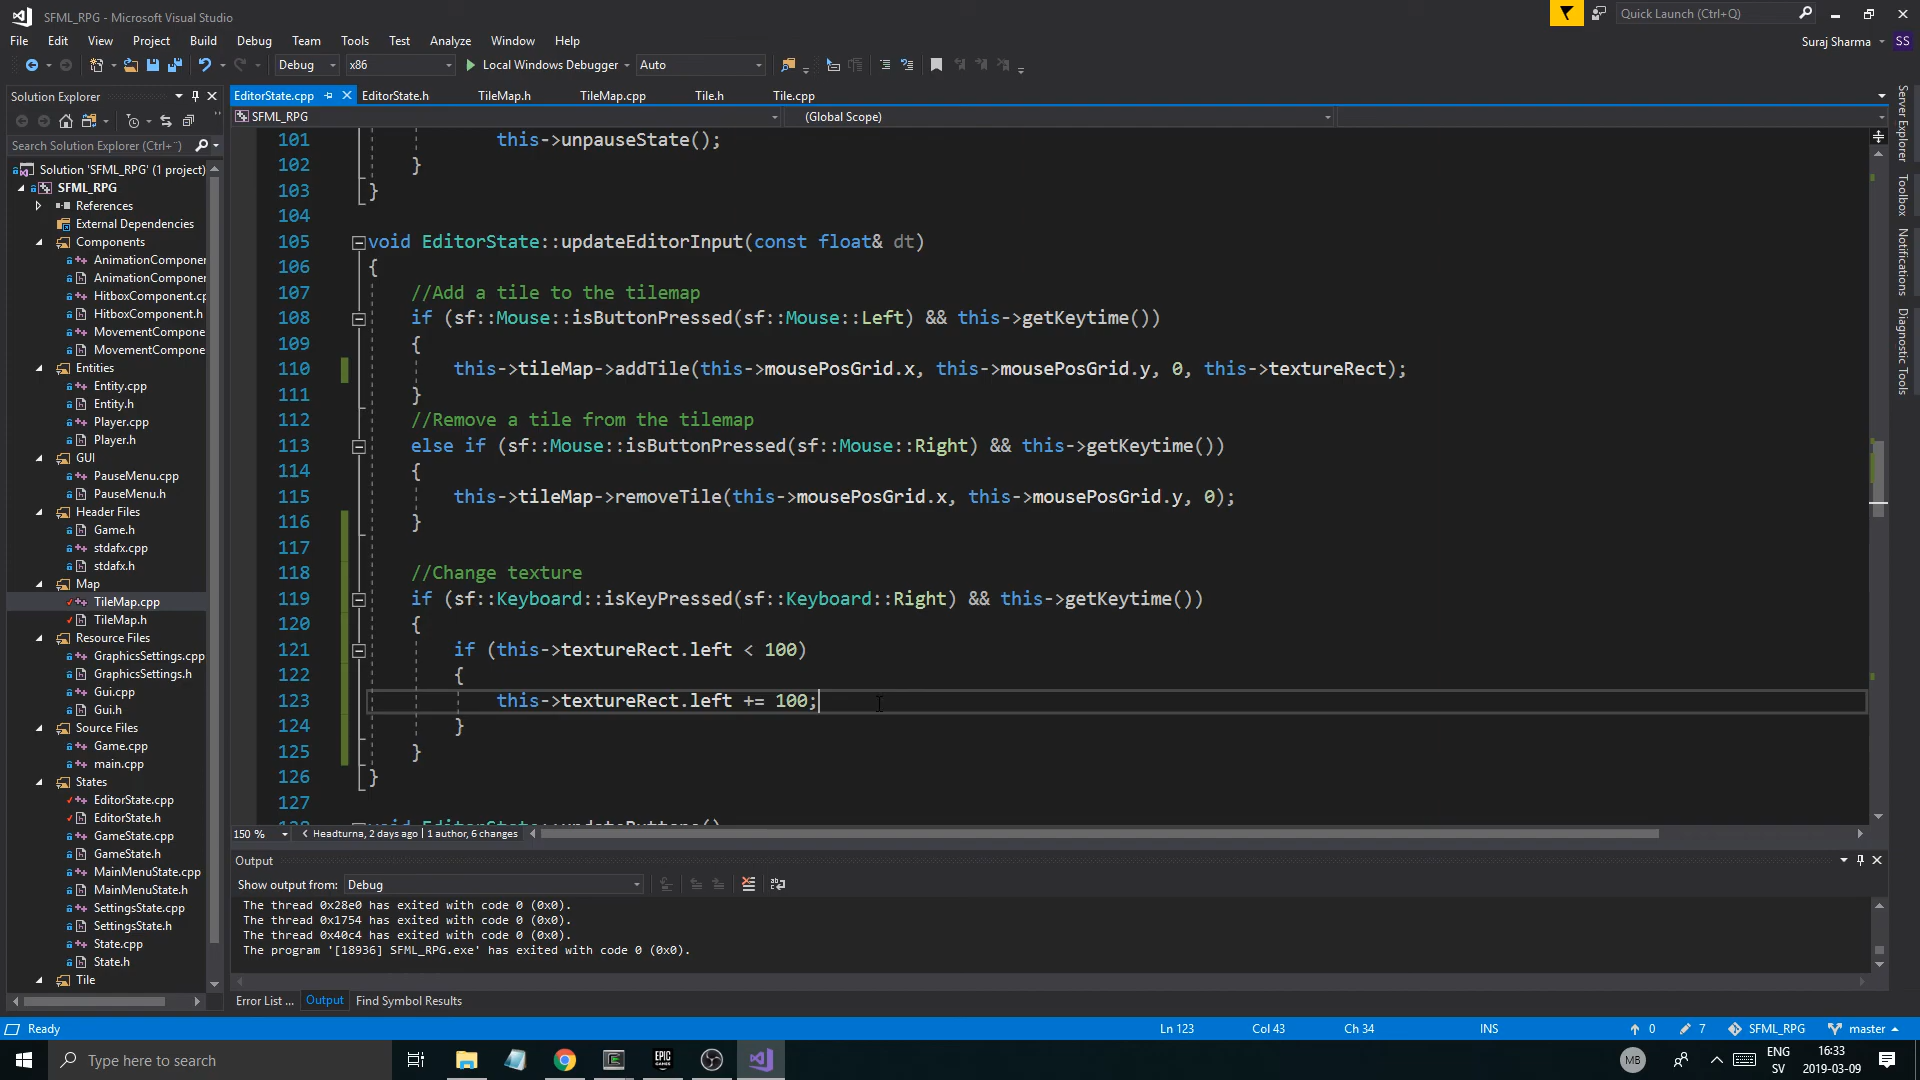 SFML_RPG - Microsoft Visual Studio
Quick Launch (Ctrl+Q)
File Edit View Project Build Debug Team Tools Test Analyze Window Help
Suraj Sharma SS
Debug x86 Local Windows Debugger Auto
Solution Explorer
Search Solution Explorer (Ctrl+¨)
Solution 'SFML_RPG' (1 project)
SFML_RPG
References
External Dependencies
Components
AnimationComponen
AnimationComponen
HitboxComponent.cp
HitboxComponent.h
MovementCompone
MovementCompone
Entities
Entity.cpp
Entity.h
Player.cpp
Player.h
GUI
PauseMenu.cpp
PauseMenu.h
Header Files
Game.h
stdafx.cpp
stdafx.h
Map
TileMap.cpp
TileMap.h
Resource Files
GraphicsSettings.cpp
GraphicsSettings.h
Gui.cpp
Gui.h
Source Files
Game.cpp
main.cpp
States
EditorState.cpp
EditorState.h
GameState.cpp
GameState.h
MainMenuState.cpp
MainMenuState.h
SettingsState.cpp
SettingsState.h
State.cpp
State.h
Tile
EditorState.cpp EditorState.h TileMap.h TileMap.cpp Tile.h Tile.cpp
SFML_RPG (Global Scope)
101 this->unpauseState();
102 }
103 }
104
105 void EditorState::updateEditorInput(const float& dt)
106 {
107 //Add a tile to the tilemap
108 if (sf::Mouse::isButtonPressed(sf::Mouse::Left) && this->getKeytime())
109 {
110 this->tileMap->addTile(this->mousePosGrid.x, this->mousePosGrid.y, 0, this->textureRect);
111 }
112 //Remove a tile from the tilemap
113 else if (sf::Mouse::isButtonPressed(sf::Mouse::Right) && this->getKeytime())
114 {
115 this->tileMap->removeTile(this->mousePosGrid.x, this->mousePosGrid.y, 0);
116 }
117
118 //Change texture
119 if (sf::Keyboard::isKeyPressed(sf::Keyboard::Right) && this->getKeytime())
120 {
121 if (this->textureRect.left < 100)
122 {
123 this->textureRect.left += 100;
124 }
125 }
126 }
127
128 void EditorState::updateButtons()
150 % Headturna, 2 days ago | 1 author, 6 changes
Output
Show output from: Debug
The thread 0x28e0 has exited with code 0 (0x0).
The thread 0x1754 has exited with code 0 (0x0).
The thread 0x40c4 has exited with code 0 (0x0).
The program '[18936] SFML_RPG.exe' has exited with code 0 (0x0).
Error List ... Output Find Symbol Results
Server Explorer
Toolbox
Notifications
Diagnostic Tools
Ready Ln 123 Col 43 Ch 34 INS 0 7 SFML_RPG master
Type here to search
EPIC GAMES
MB
ENG
SV
16:33
2019-03-09